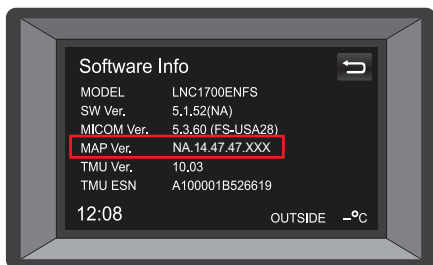 Software Info
MODEL LNC1700ENFS
SW Ver. 5.1.52(NA)
MICOM Ver. 5.3.60 (FS-USA28)
MAP Ver. NA.14.47.47.XXX
TMU Ver. 10.03
TMU ESN A100001B526619
12:08 OUTSIDE –°C